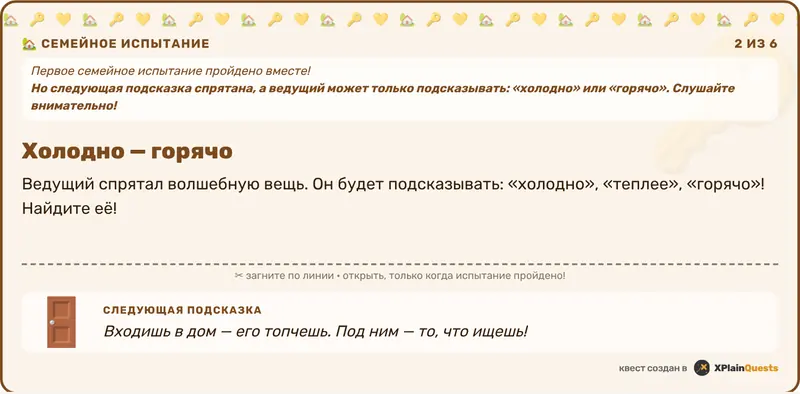 СЕМЕЙНОЕ ИСПЫТАНИЕ
2 ИЗ 6
Первое семейное испытание пройдено вместе!
Но следующая подсказка спрятана, а ведущий может только подсказывать: «холодно» или «горячо». Слушайте
внимательно!
Холодно — горячо
Ведущий спрятал волшебную вещь. Он будет подсказывать: «холодно», «теплее», «горячо»!
Найдите её!
✂ загните по линии • открыть, только когда испытание пройдено!
СЛЕДУЮЩАЯ ПОДСКАЗКА
Входишь в дом — его топчешь. Под ним — то, что ищешь!
квест создан в XPlainQuests